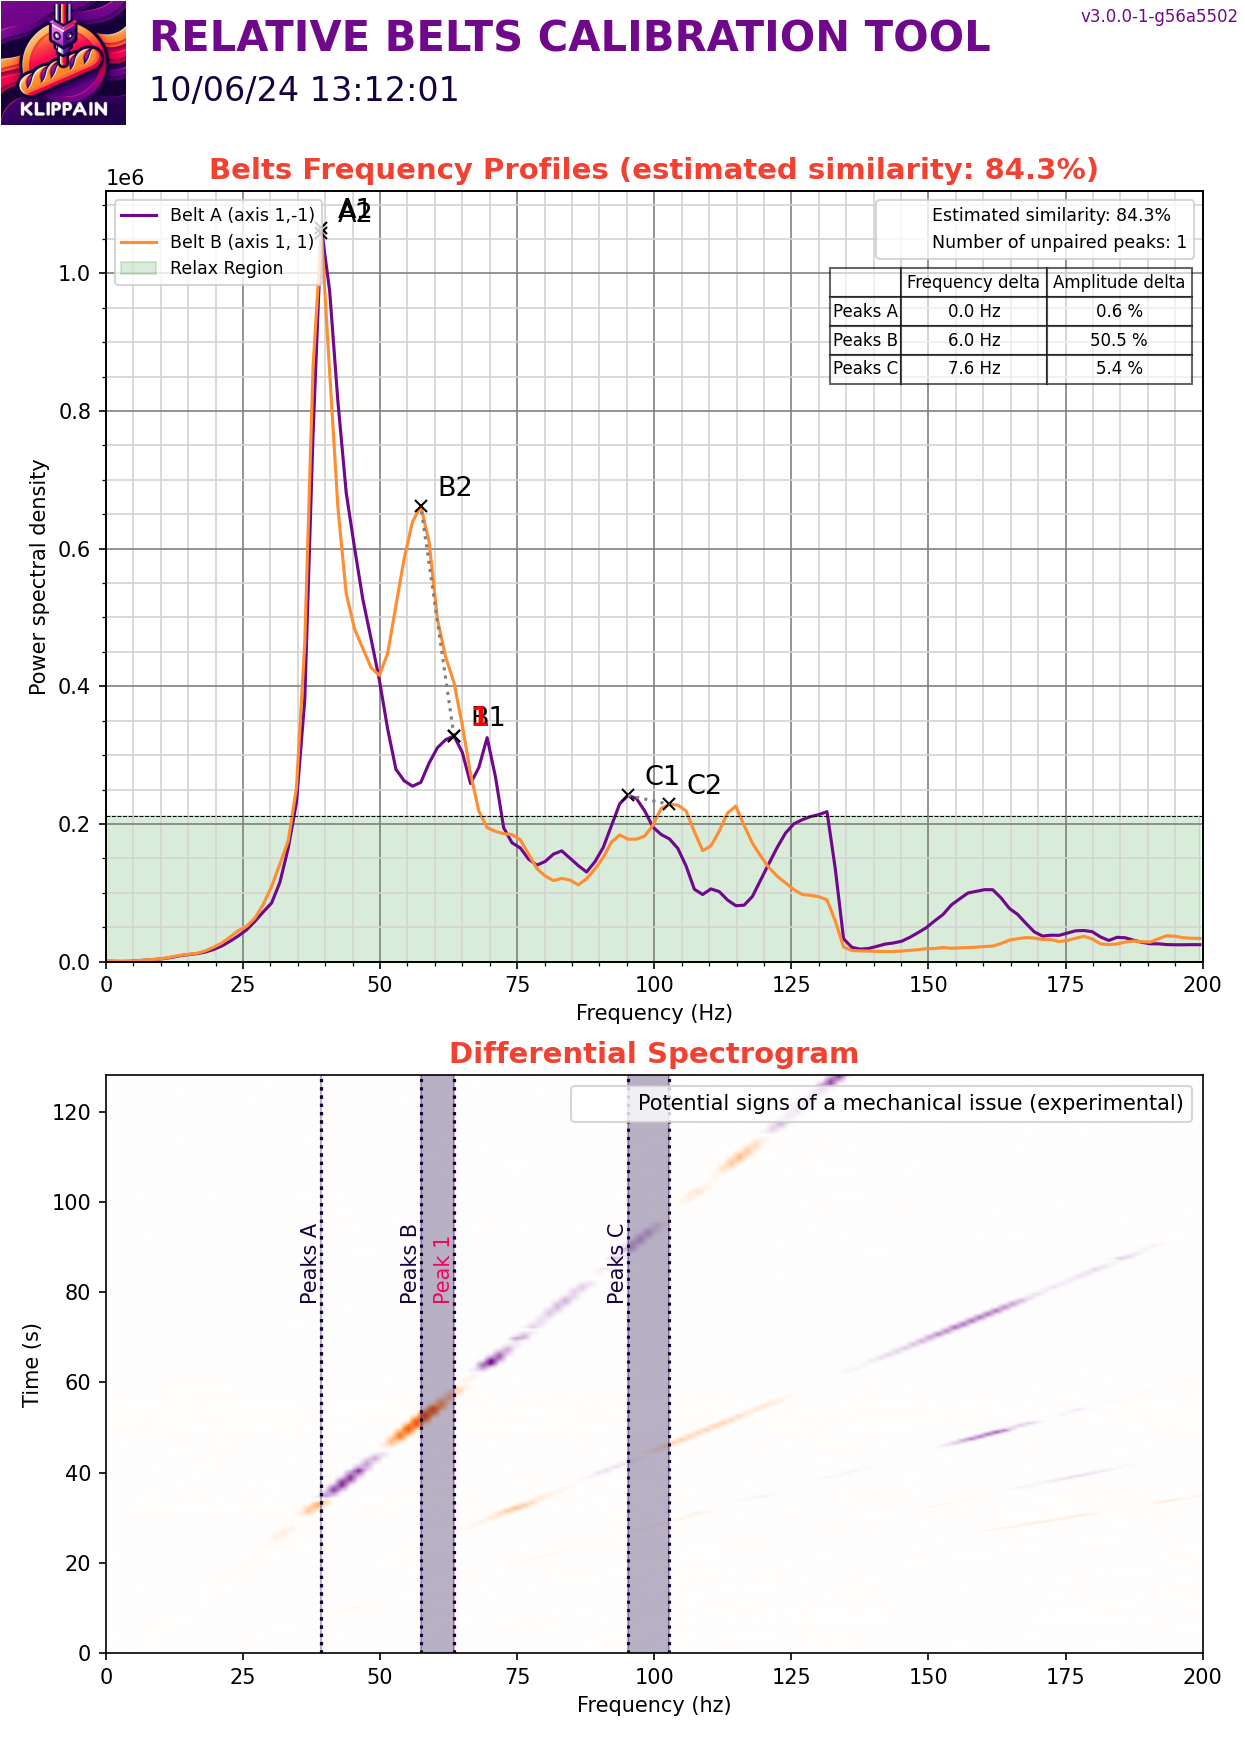 KLIPPAIN
RELATIVE BELTS CALIBRATION TOOL
v3.0.0-1-g56a5502
10/06/24 13:12:01
Belts Frequency Profiles (estimated similarity: 84.3%)
1e6
Belt A (axis 1,-1)
Belt B (axis 1, 1)
Relax Region
A1
A2
Estimated similarity: 84.3%
Number of unpaired peaks: 1
Frequency delta Amplitude delta
Peaks A 0.0 Hz 0.6 %
Peaks B 6.0 Hz 50.5 %
Peaks C 7.6 Hz 5.4 %
B2
B1
1
C1
C2
Power spectral density
1.0
0.8
0.6
0.4
0.2
0.0
0 25 50 75 100 125 150 175 200
Frequency (Hz)
Differential Spectrogram
Potential signs of a mechanical issue (experimental)
Peaks A
Peaks B
Peak 1
Peaks C
Time (s)
120
100
80
60
40
20
0
0 25 50 75 100 125 150 175 200
Frequency (hz)